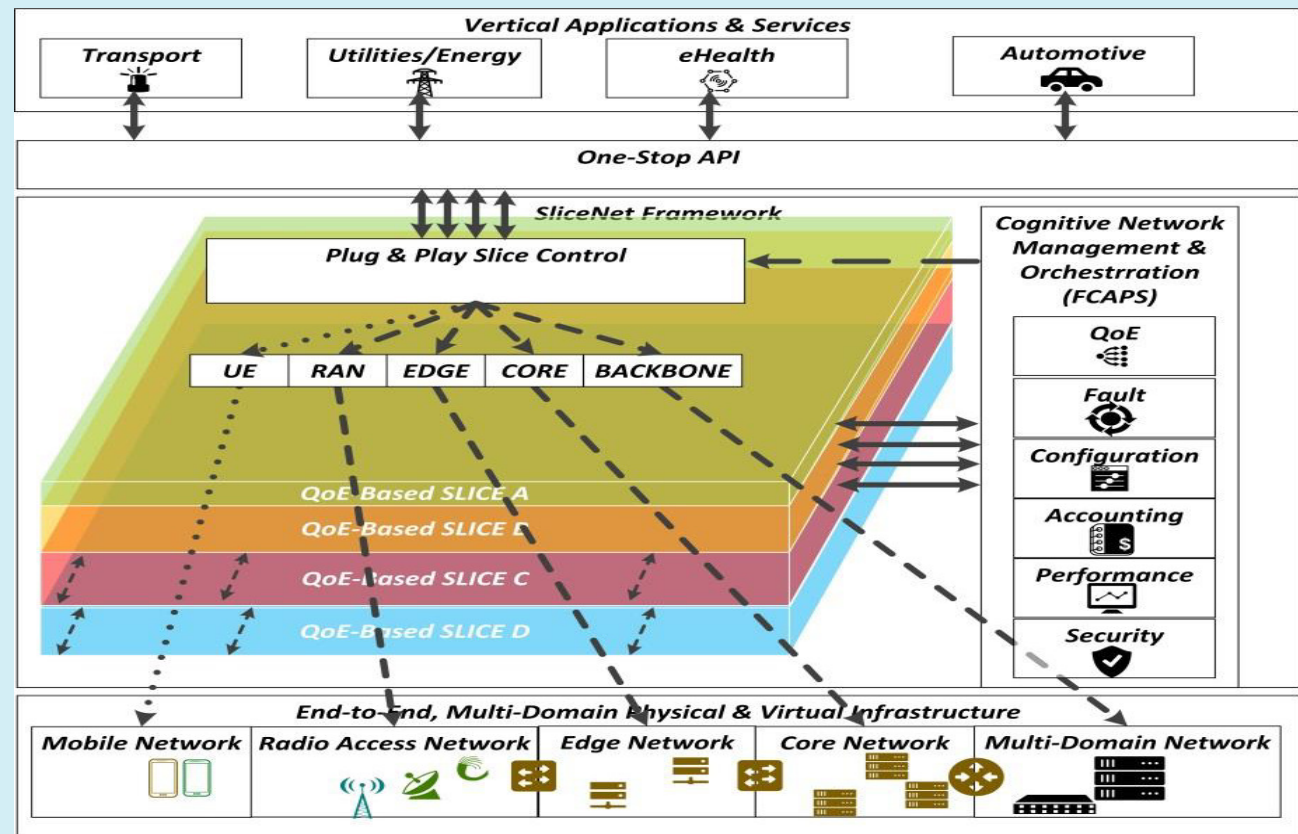 Vertical Applications & Services
Transport
Utilities/Energy
eHealth
Automotive
One-Stop API
SliceNet Framework
Plug & Play Slice Control
UE
RAN
EDGE
CORE
BACKBONE
QoE-Based SLICE A
QoE-Based SLICE B
QoE-Based SLICE C
QoE-Based SLICE D
Cognitive Network
Management &
Orchestrration
(FCAPS)
QoE
Fault
Configuration
Accounting
$
Performance
Security
End-to-End, Multi-Domain Physical & Virtual Infrastructure
Mobile Network
Radio Access Network
Edge Network
Core Network
Multi-Domain Network